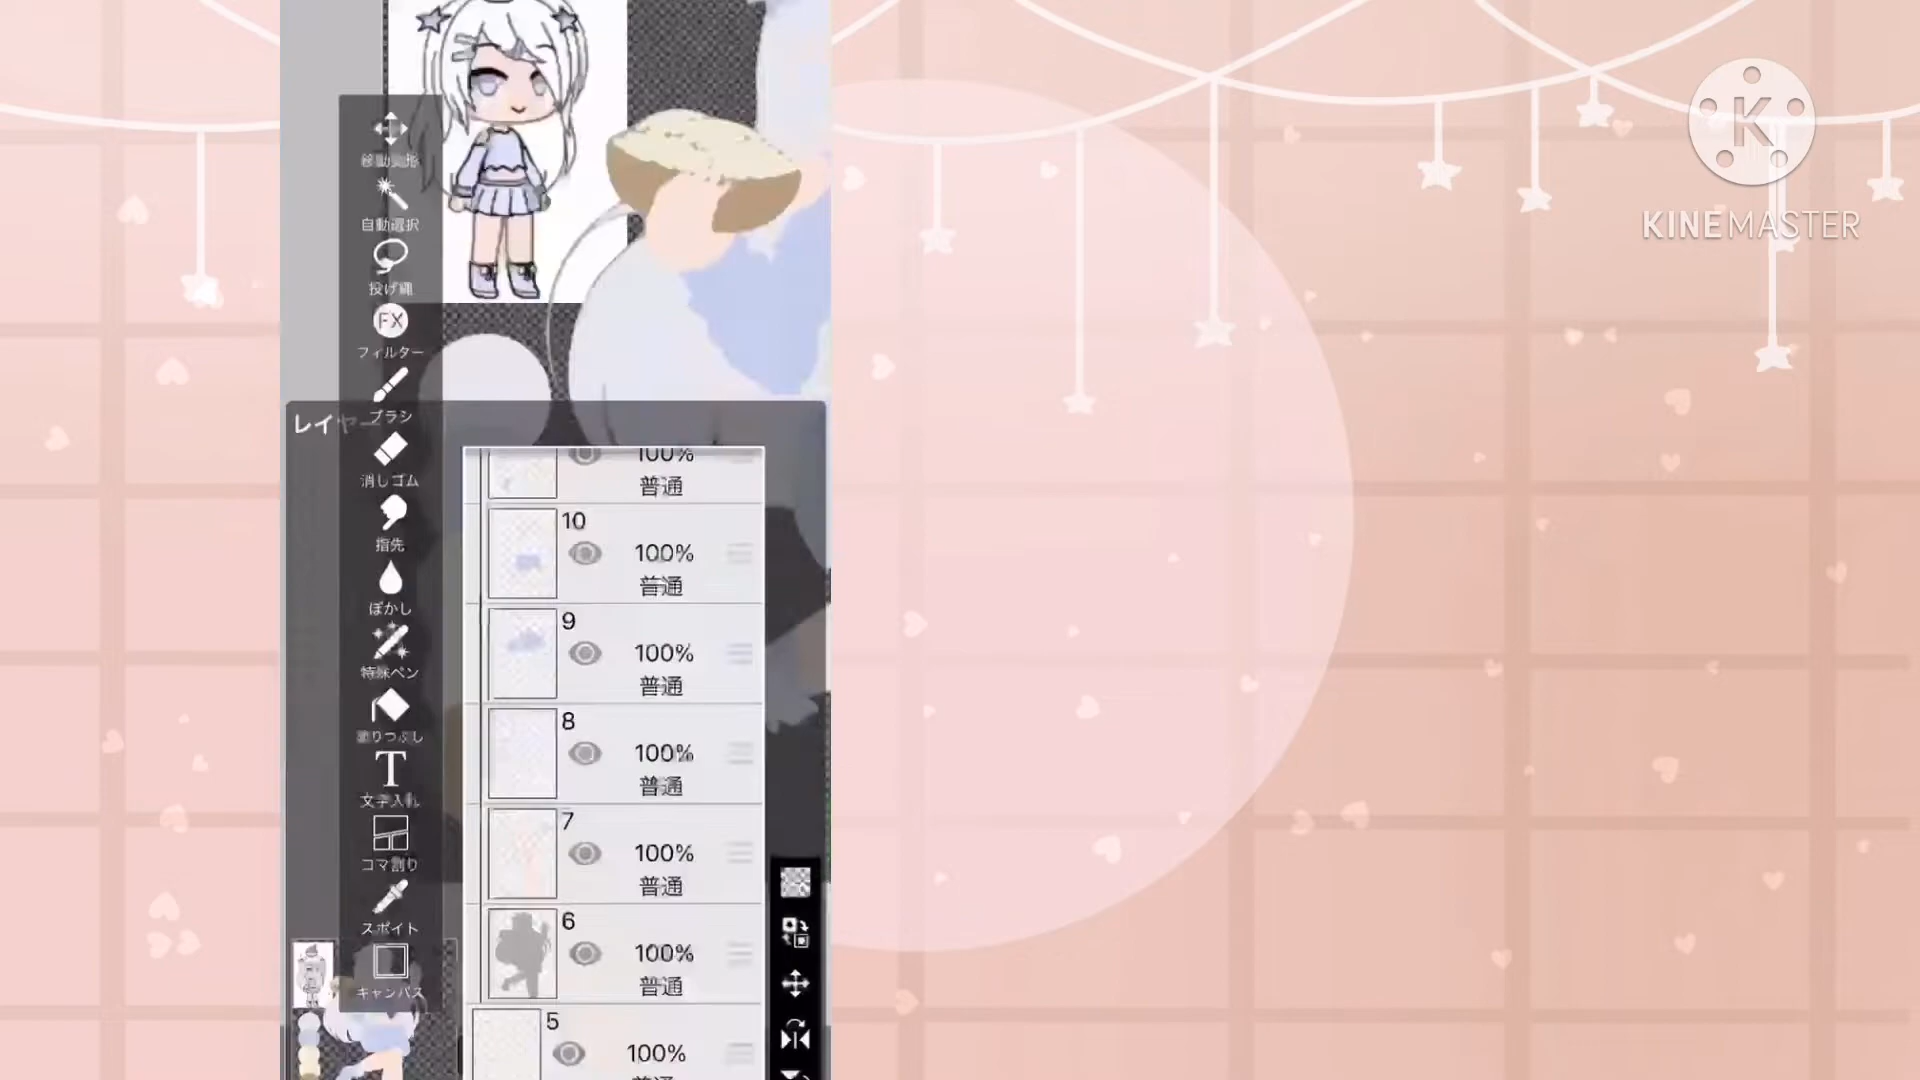 移動変形
自動選択
投げ縄
FX
フィルター
ブラシ
消しゴム
指先
ぼかし
特殊ペン
塗りつぶし
T
文字入れ
コマ割り
スポイト
キャンバス
レイヤー
100%
普通
10
100%
普通
9
100%
普通
8
100%
普通
7
100%
普通
6
100%
普通
5
100%
普通
K
KINEMASTER